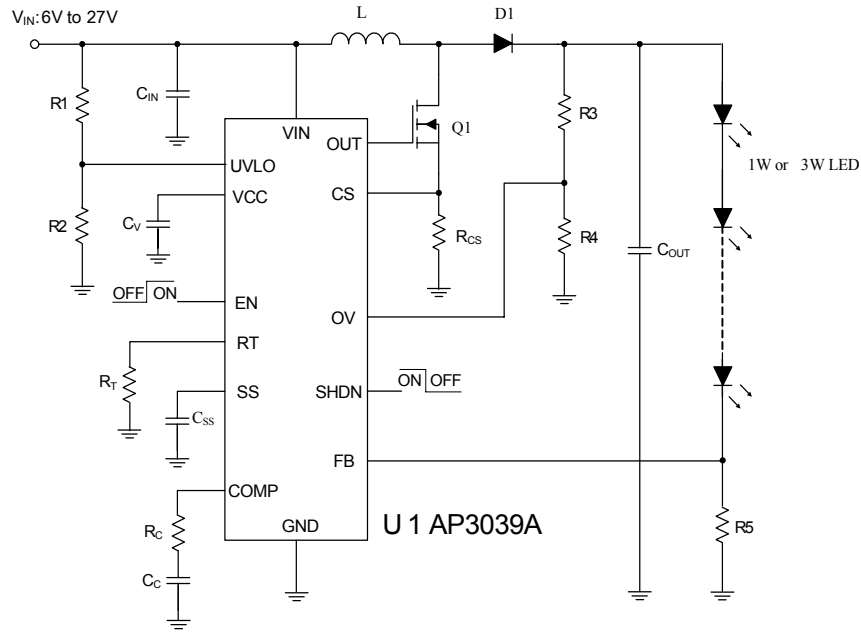 VIN:6V to 27V
L
D1
R1
CIN
VIN
OUT
Q1
R3
1W or 3W LED
UVLO
VCC
CS
R2
CV
RCS
R4
COUT
OFF ON
EN
OV
RT
RT
SS
CSS
SHDN
ON OFF
FB
COMP
RC
GND
U 1 AP3039A
R5
CC